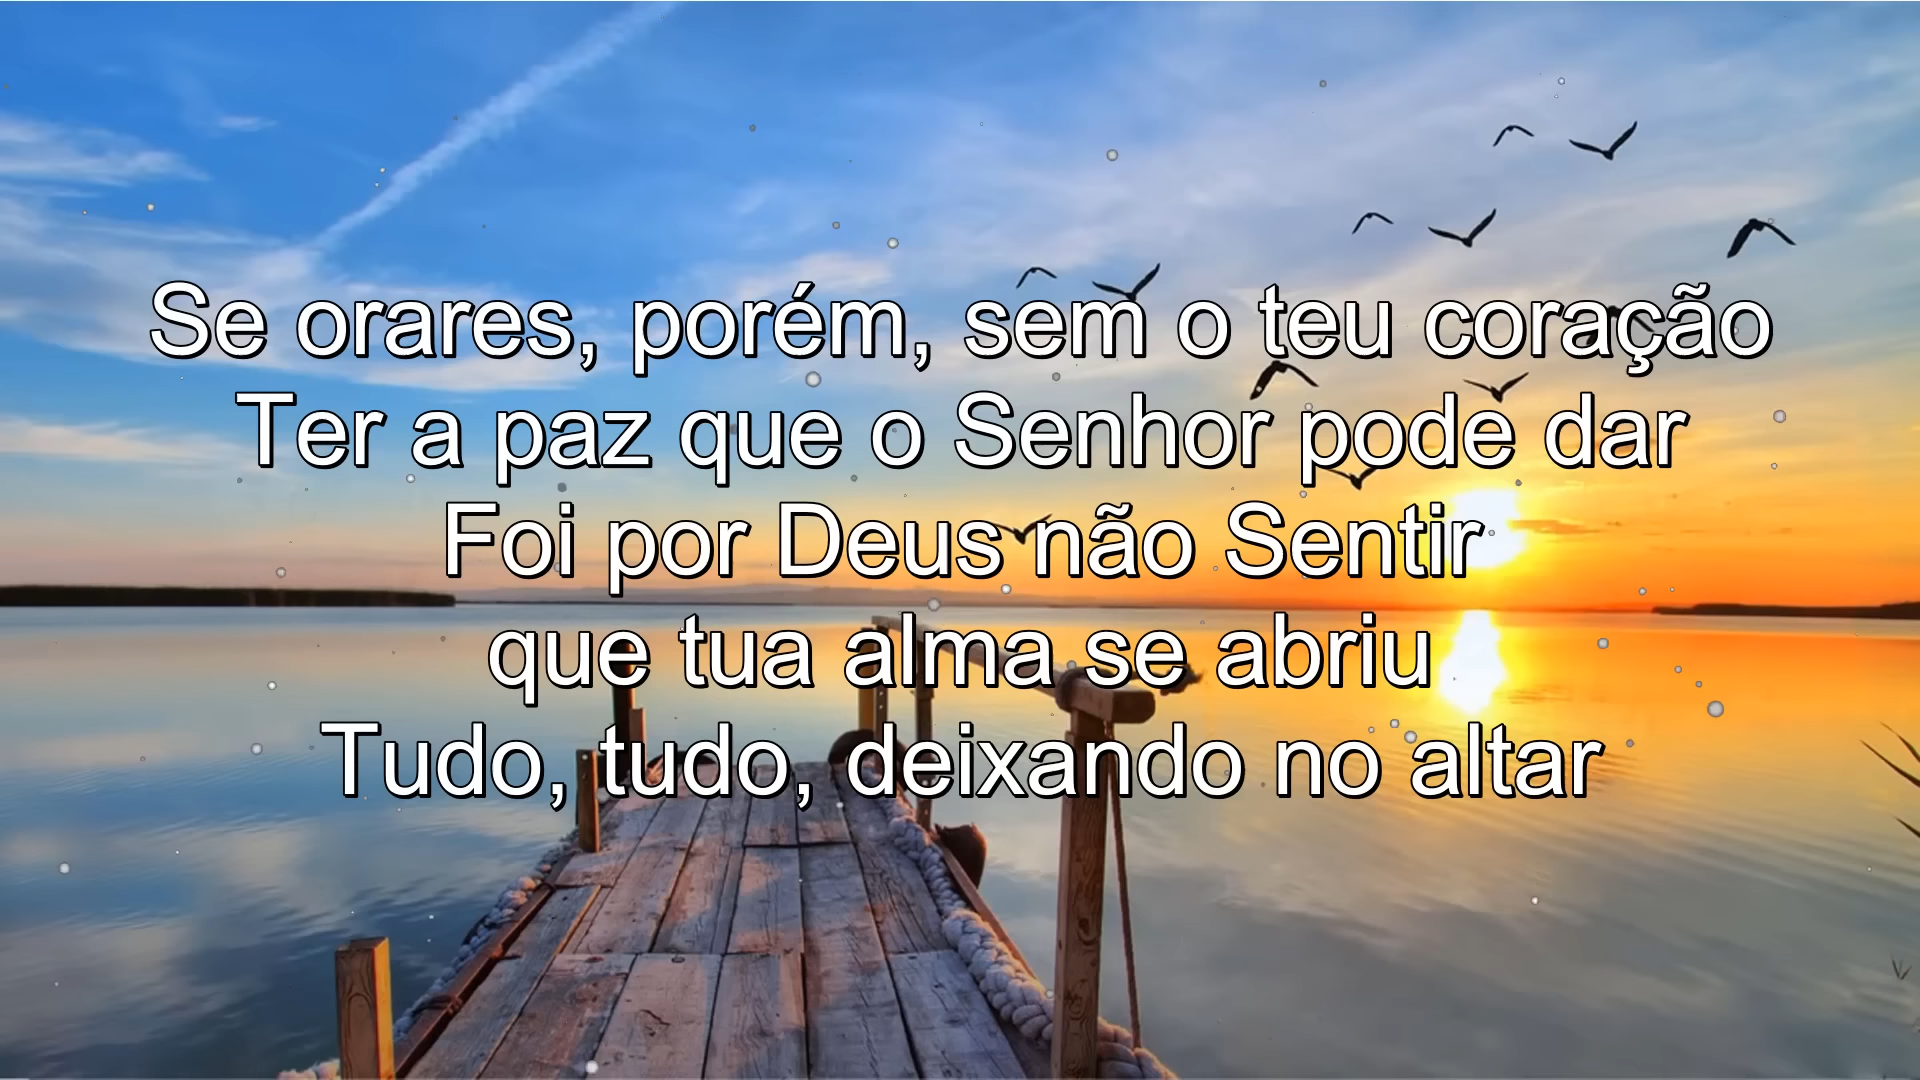 Se orares, porém, sem o teu coração
Ter a paz que o Senhor pode dar
Foi por Deus não Sentir
que tua alma se abriu
Tudo, tudo, deixando no altar